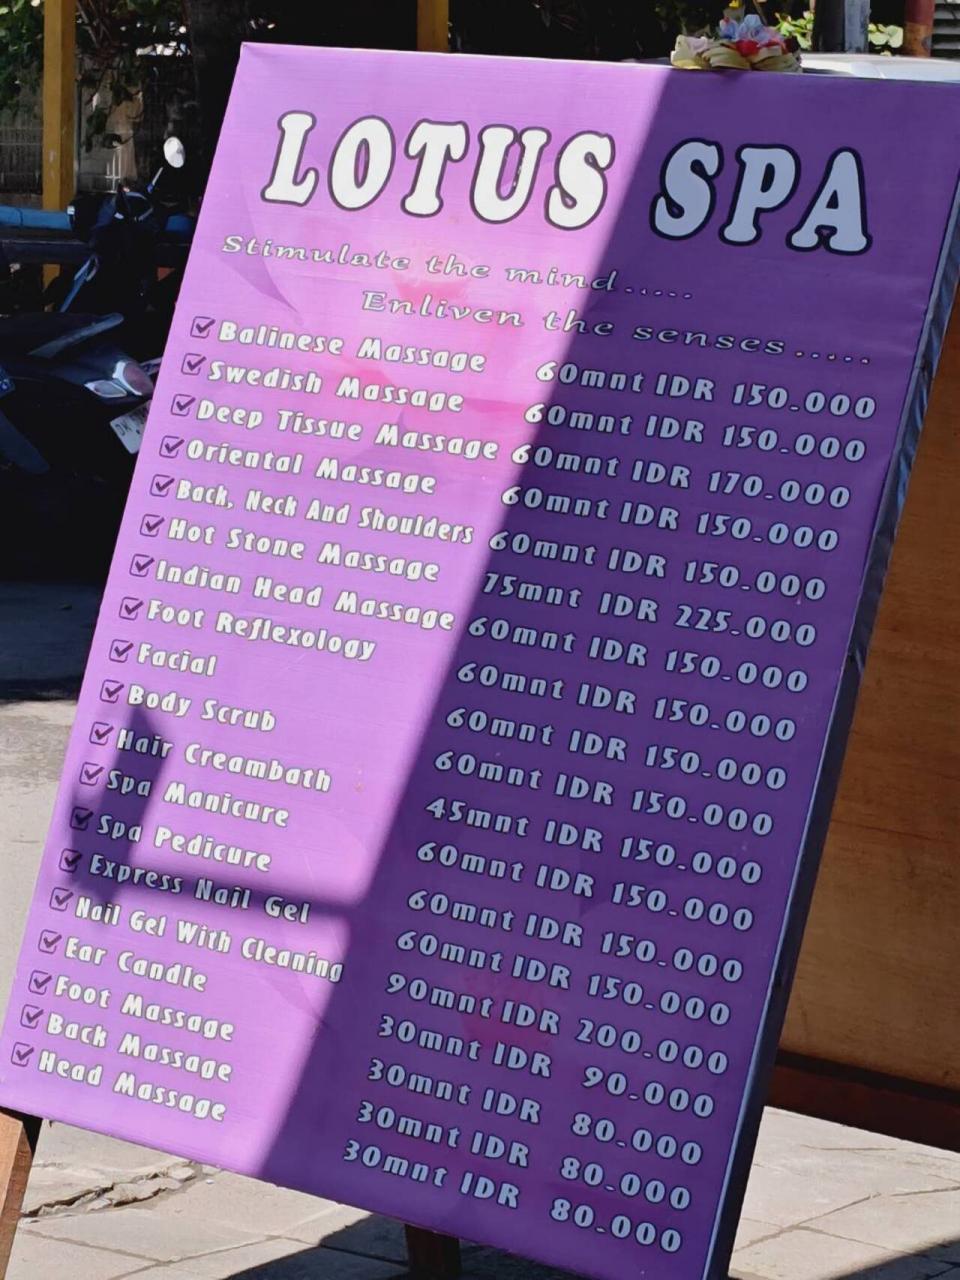 LOTUS SPA
Stimulate the mind.....
Enliven the senses.....
Balinese Massage 60mnt IDR 150.000
Swedish Massage 60mnt IDR 150.000
Deep Tissue Massage 60mnt IDR 170.000
Oriental Massage 60mnt IDR 150.000
Back, Neck And Shoulders 60mnt IDR 150.000
Hot Stone Massage 75mnt IDR 225.000
Indian Head Massage 60mnt IDR 150.000
Foot Reflexology 60mnt IDR 150.000
Facial 60mnt IDR 150.000
Body Scrub 60mnt IDR 150.000
Hair Creambath 45mnt IDR 150.000
Spa Manicure 60mnt IDR 150.000
Spa Pedicure 60mnt IDR 150.000
Express Nail Gel 60mnt IDR 150.000
Nail Gel With Cleaning 90mnt IDR 200.000
Ear Candle 30mnt IDR 90.000
Foot Massage 30mnt IDR 80.000
Back Massage 30mnt IDR 80.000
Head Massage 30mnt IDR 80.000